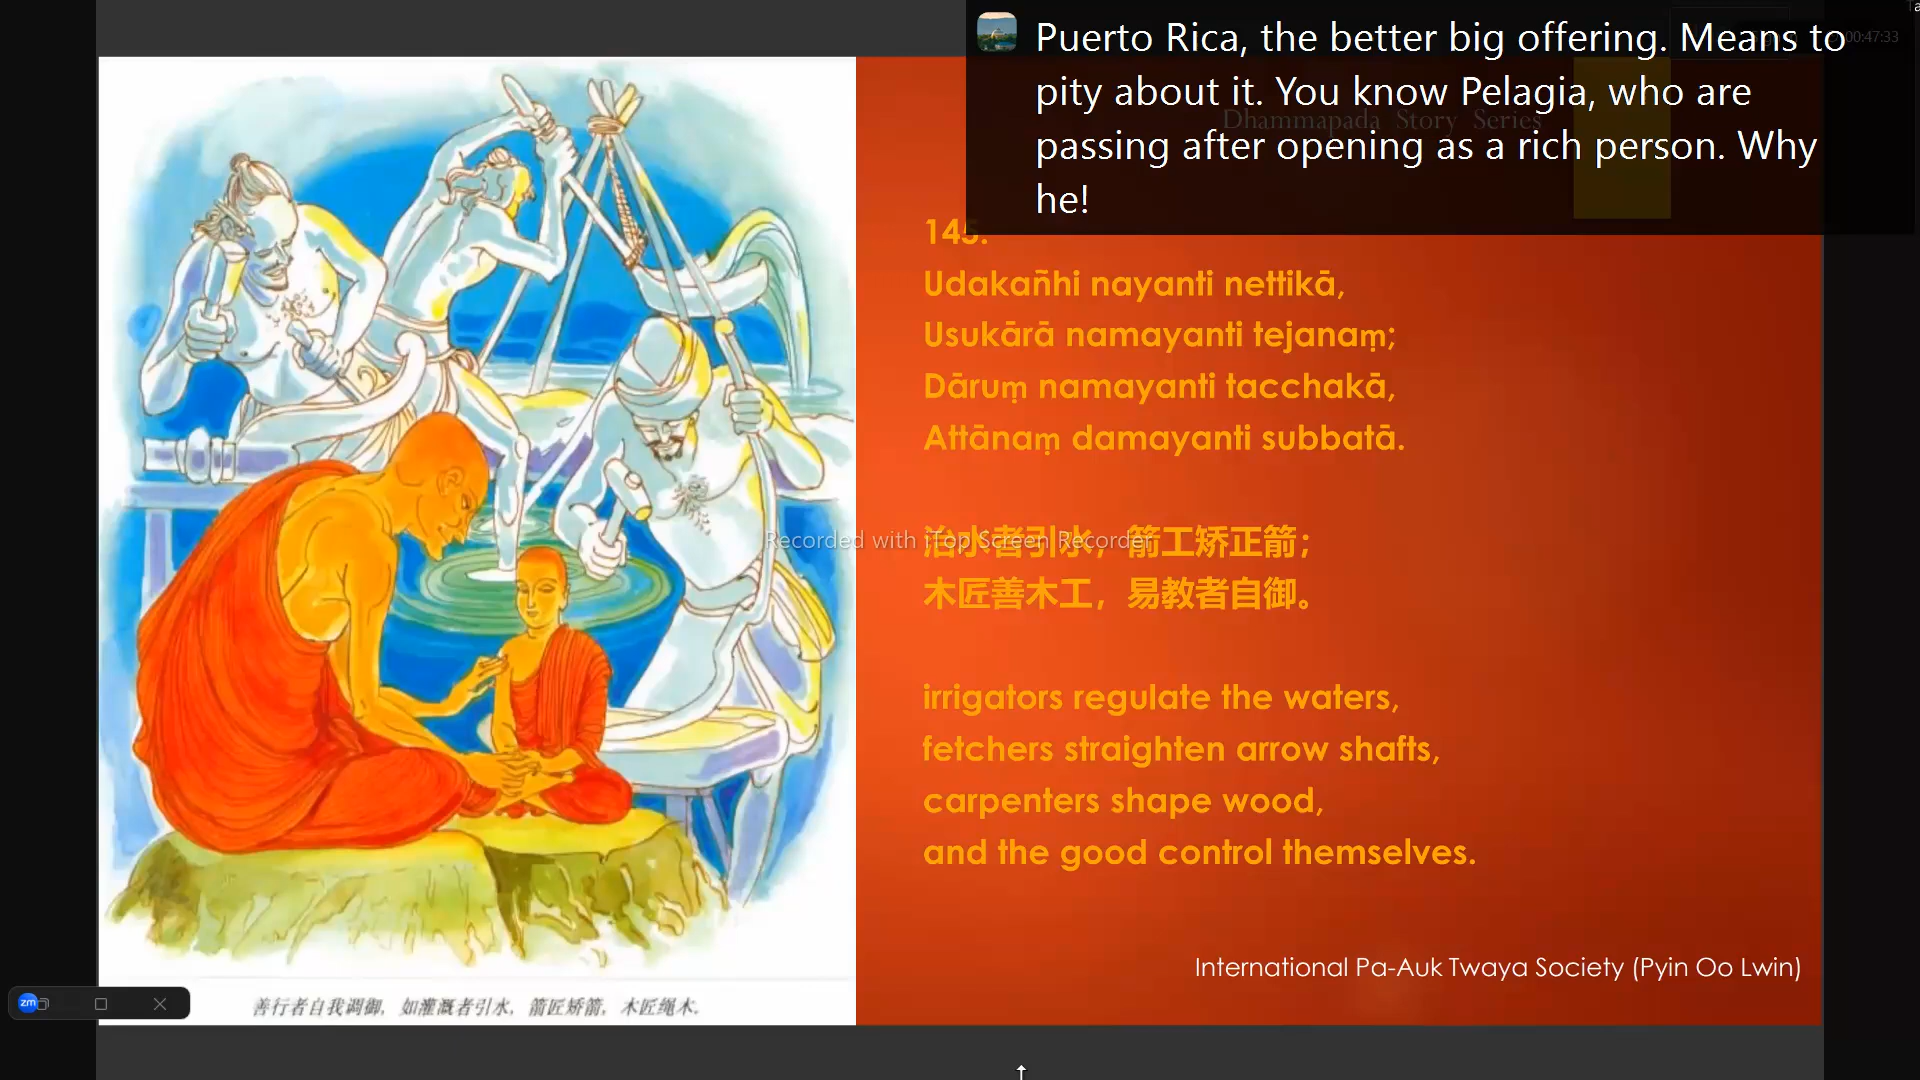 Puerto Rica, the better big offering. Means to
pity about it. You know Pelagia, who are
passing after opening as a rich person. Why
he!
00:47:33
Dhammapada Story Series
145.
Udakañhi nayanti nettikā,
Usukārā namayanti tejanaṃ;
Dāruṃ namayanti tacchakā,
Attānaṃ damayanti subbatā.
Recorded with iTop Screen Recorder
治水者引水，箭工矫正箭；
木匠善木工，易教者自御。
irrigators regulate the waters,
fetchers straighten arrow shafts,
carpenters shape wood,
and the good control themselves.
International Pa-Auk Twaya Society (Pyin Oo Lwin)
zm
善行者自我调御，如灌溉者引水，箭匠矫箭，木匠绳木。